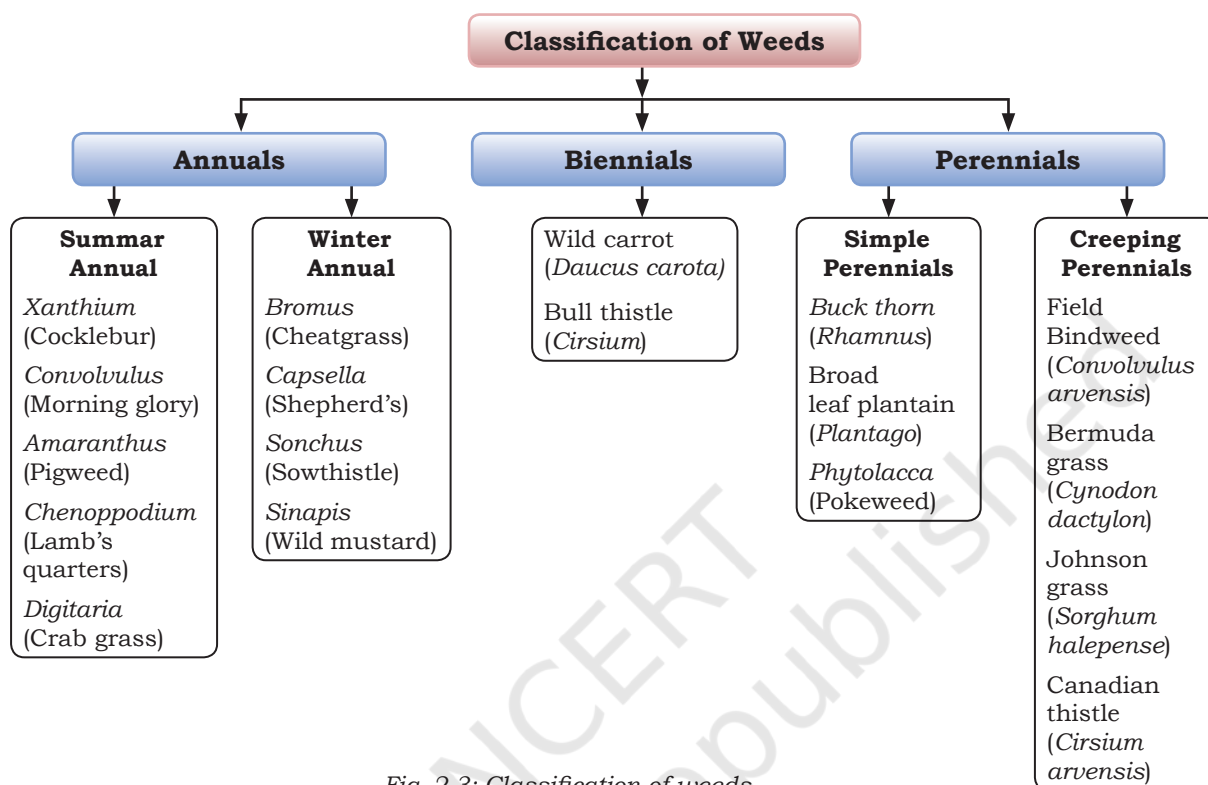 Classification of Weeds
Annuals
Biennials
Perennials
Summar
Annual
Xanthium
(Cocklebur)
Convolvulus
(Morning glory)
Amaranthus
(Pigweed)
Chenoppodium
(Lamb's
quarters)
Digitaria
(Crab grass)
Winter
Annual
Bromus
(Cheatgrass)
Capsella
(Shepherd's)
Sonchus
(Sowthistle)
Sinapis
(Wild mustard)
Wild carrot
(Daucus carota)
Bull thistle
(Cirsium)
Simple
Perennials
Buck thorn
(Rhamnus)
Broad
leaf plantain
(Plantago)
Phytolacca
(Pokeweed)
Creeping
Perennials
Field
Bindweed
(Convolvulus
arvensis)
Bermuda
grass
(Cynodon
dactylon)
Johnson
grass
(Sorghum
halepense)
Canadian
thistle
(Cirsium
arvensis)
Fig. 2.3: Classification of weeds
NCERT
published